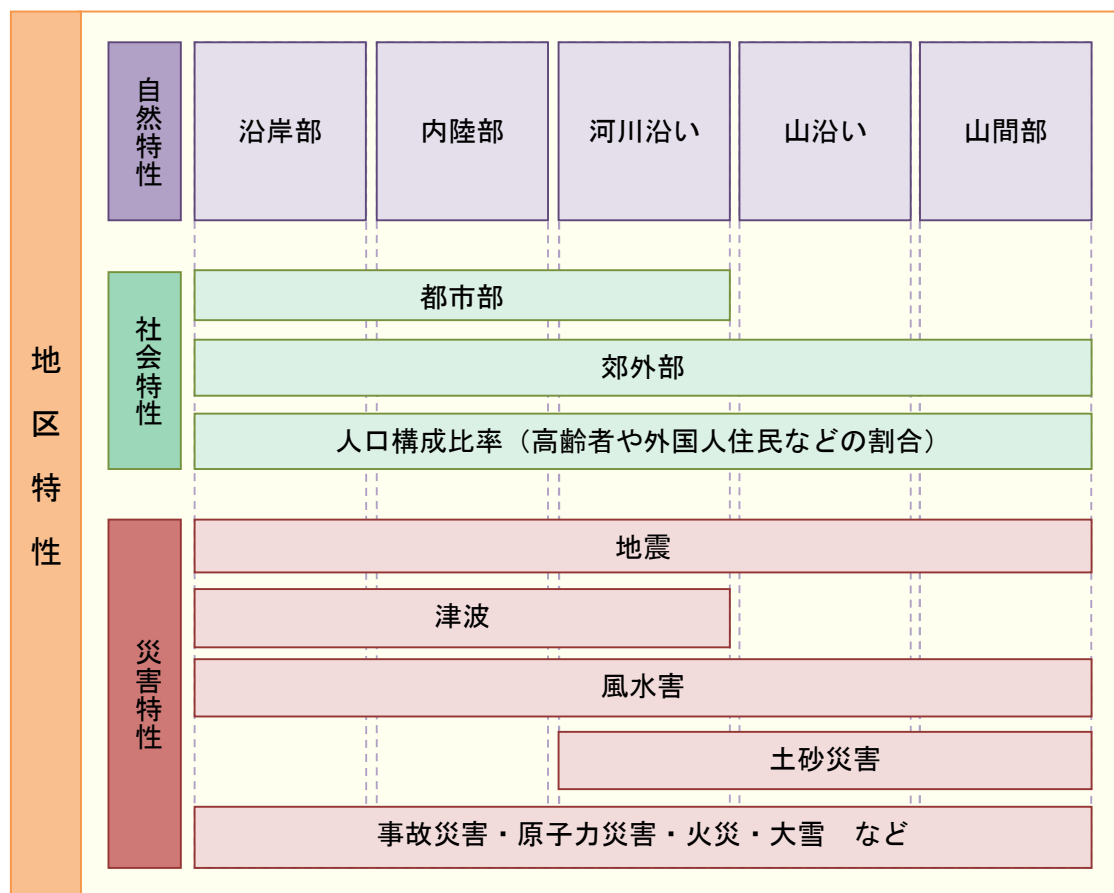 地区特性
自然特性
沿岸部
内陸部
河川沿い
山沿い
山間部
社会特性
都市部
郊外部
人口構成比率（高齢者や外国人住民などの割合）
災害特性
地震
津波
風水害
土砂災害
事故災害・原子力災害・火災・大雪　など